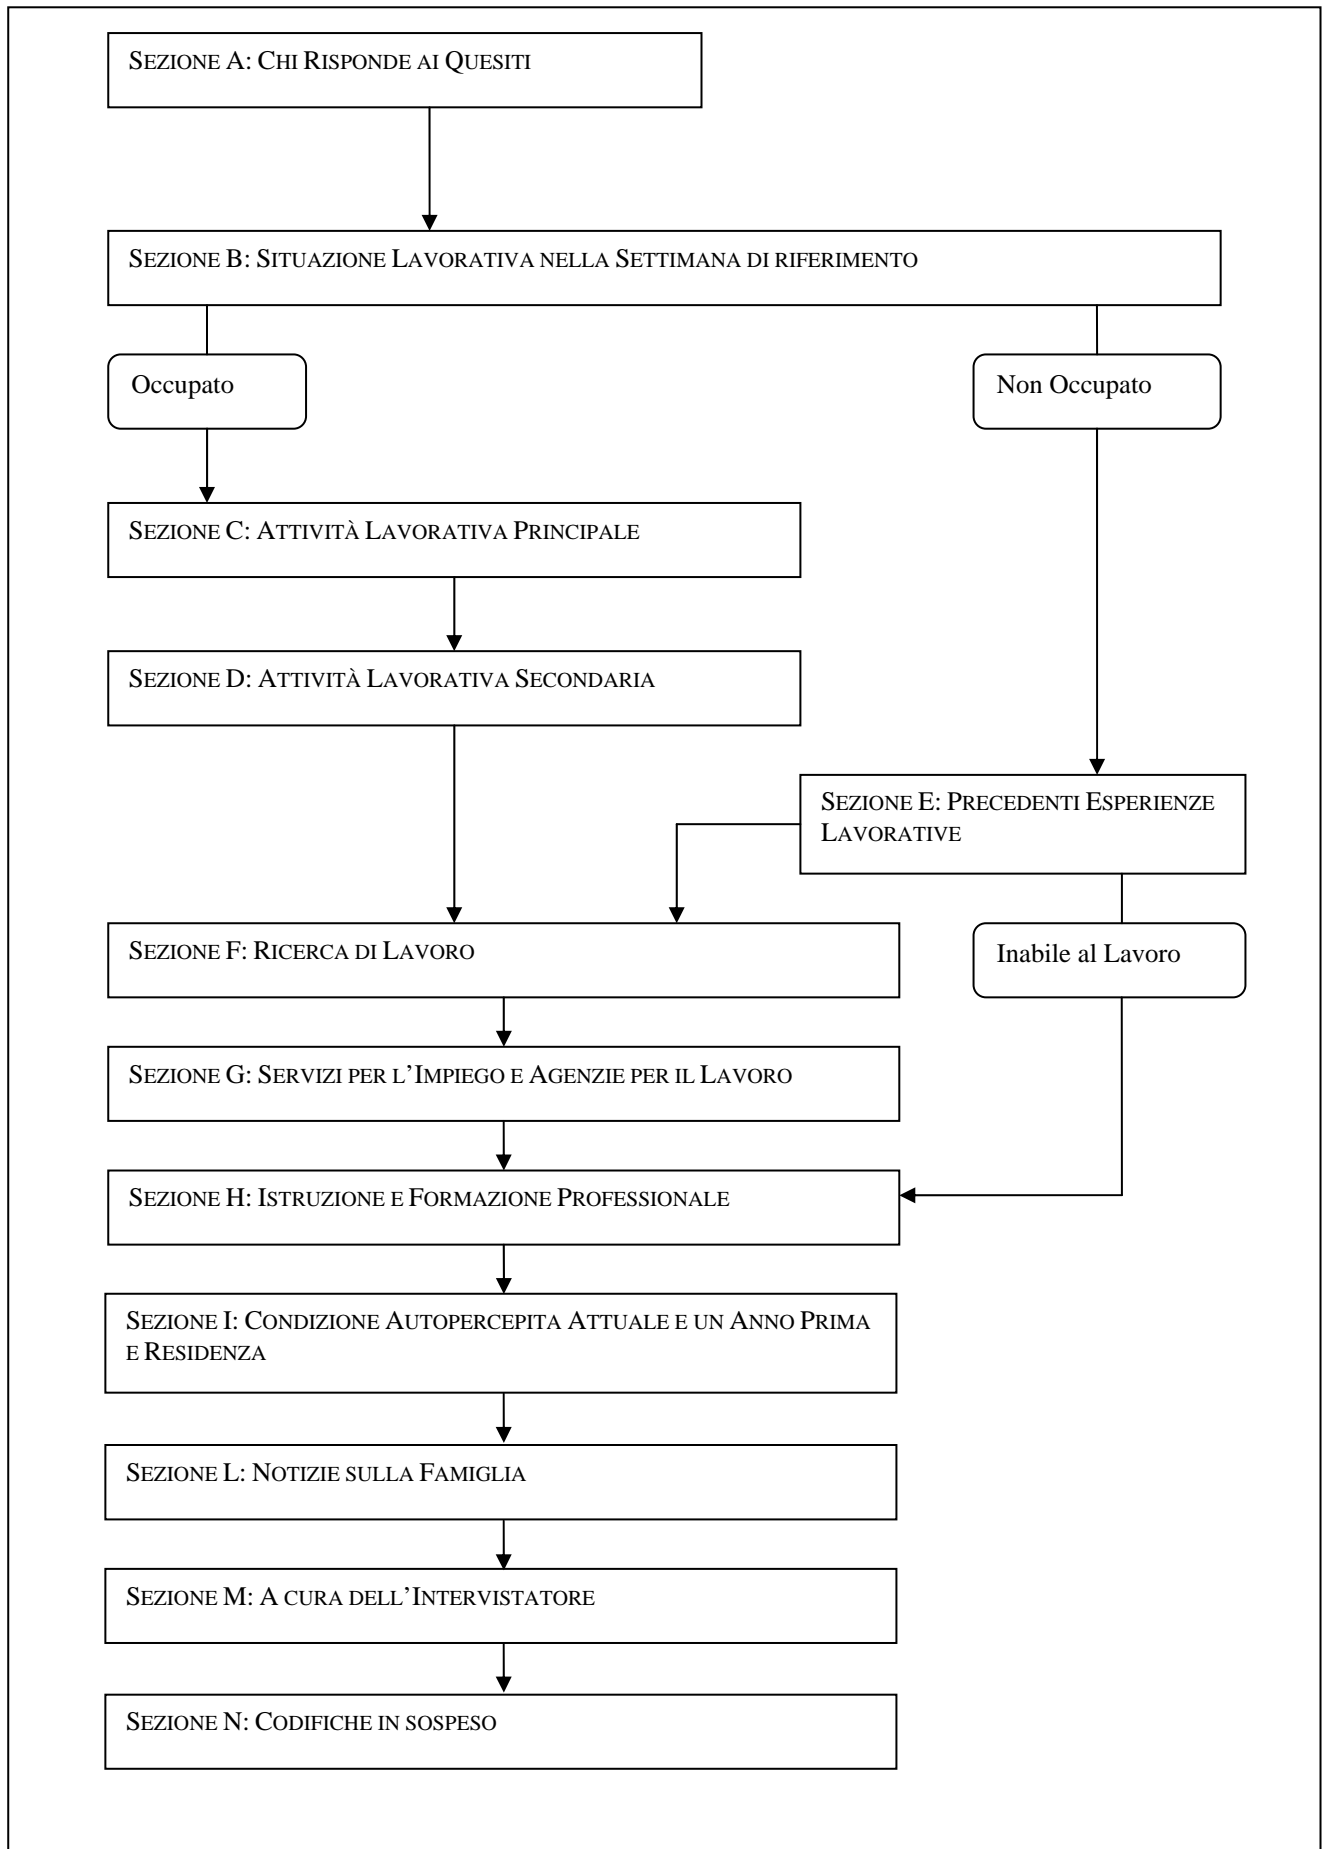 SEZIONE A: CHI RISPONDE AI QUESITI
SEZIONE B: SITUAZIONE LAVORATIVA NELLA SETTIMANA DI RIFERIMENTO
Occupato
Non Occupato
SEZIONE C: ATTIVITÀ LAVORATIVA PRINCIPALE
SEZIONE D: ATTIVITÀ LAVORATIVA SECONDARIA
SEZIONE E: PRECEDENTI ESPERIENZE
LAVORATIVE
SEZIONE F: RICERCA DI LAVORO
Inabile al Lavoro
SEZIONE G: SERVIZI PER L’IMPIEGO E AGENZIE PER IL LAVORO
SEZIONE H: ISTRUZIONE E FORMAZIONE PROFESSIONALE
SEZIONE I: CONDIZIONE AUTOPERCEPITA ATTUALE E UN ANNO PRIMA
E RESIDENZA
SEZIONE L: NOTIZIE SULLA FAMIGLIA
SEZIONE M: A CURA DELL’INTERVISTATORE
SEZIONE N: CODIFICHE IN SOSPESO